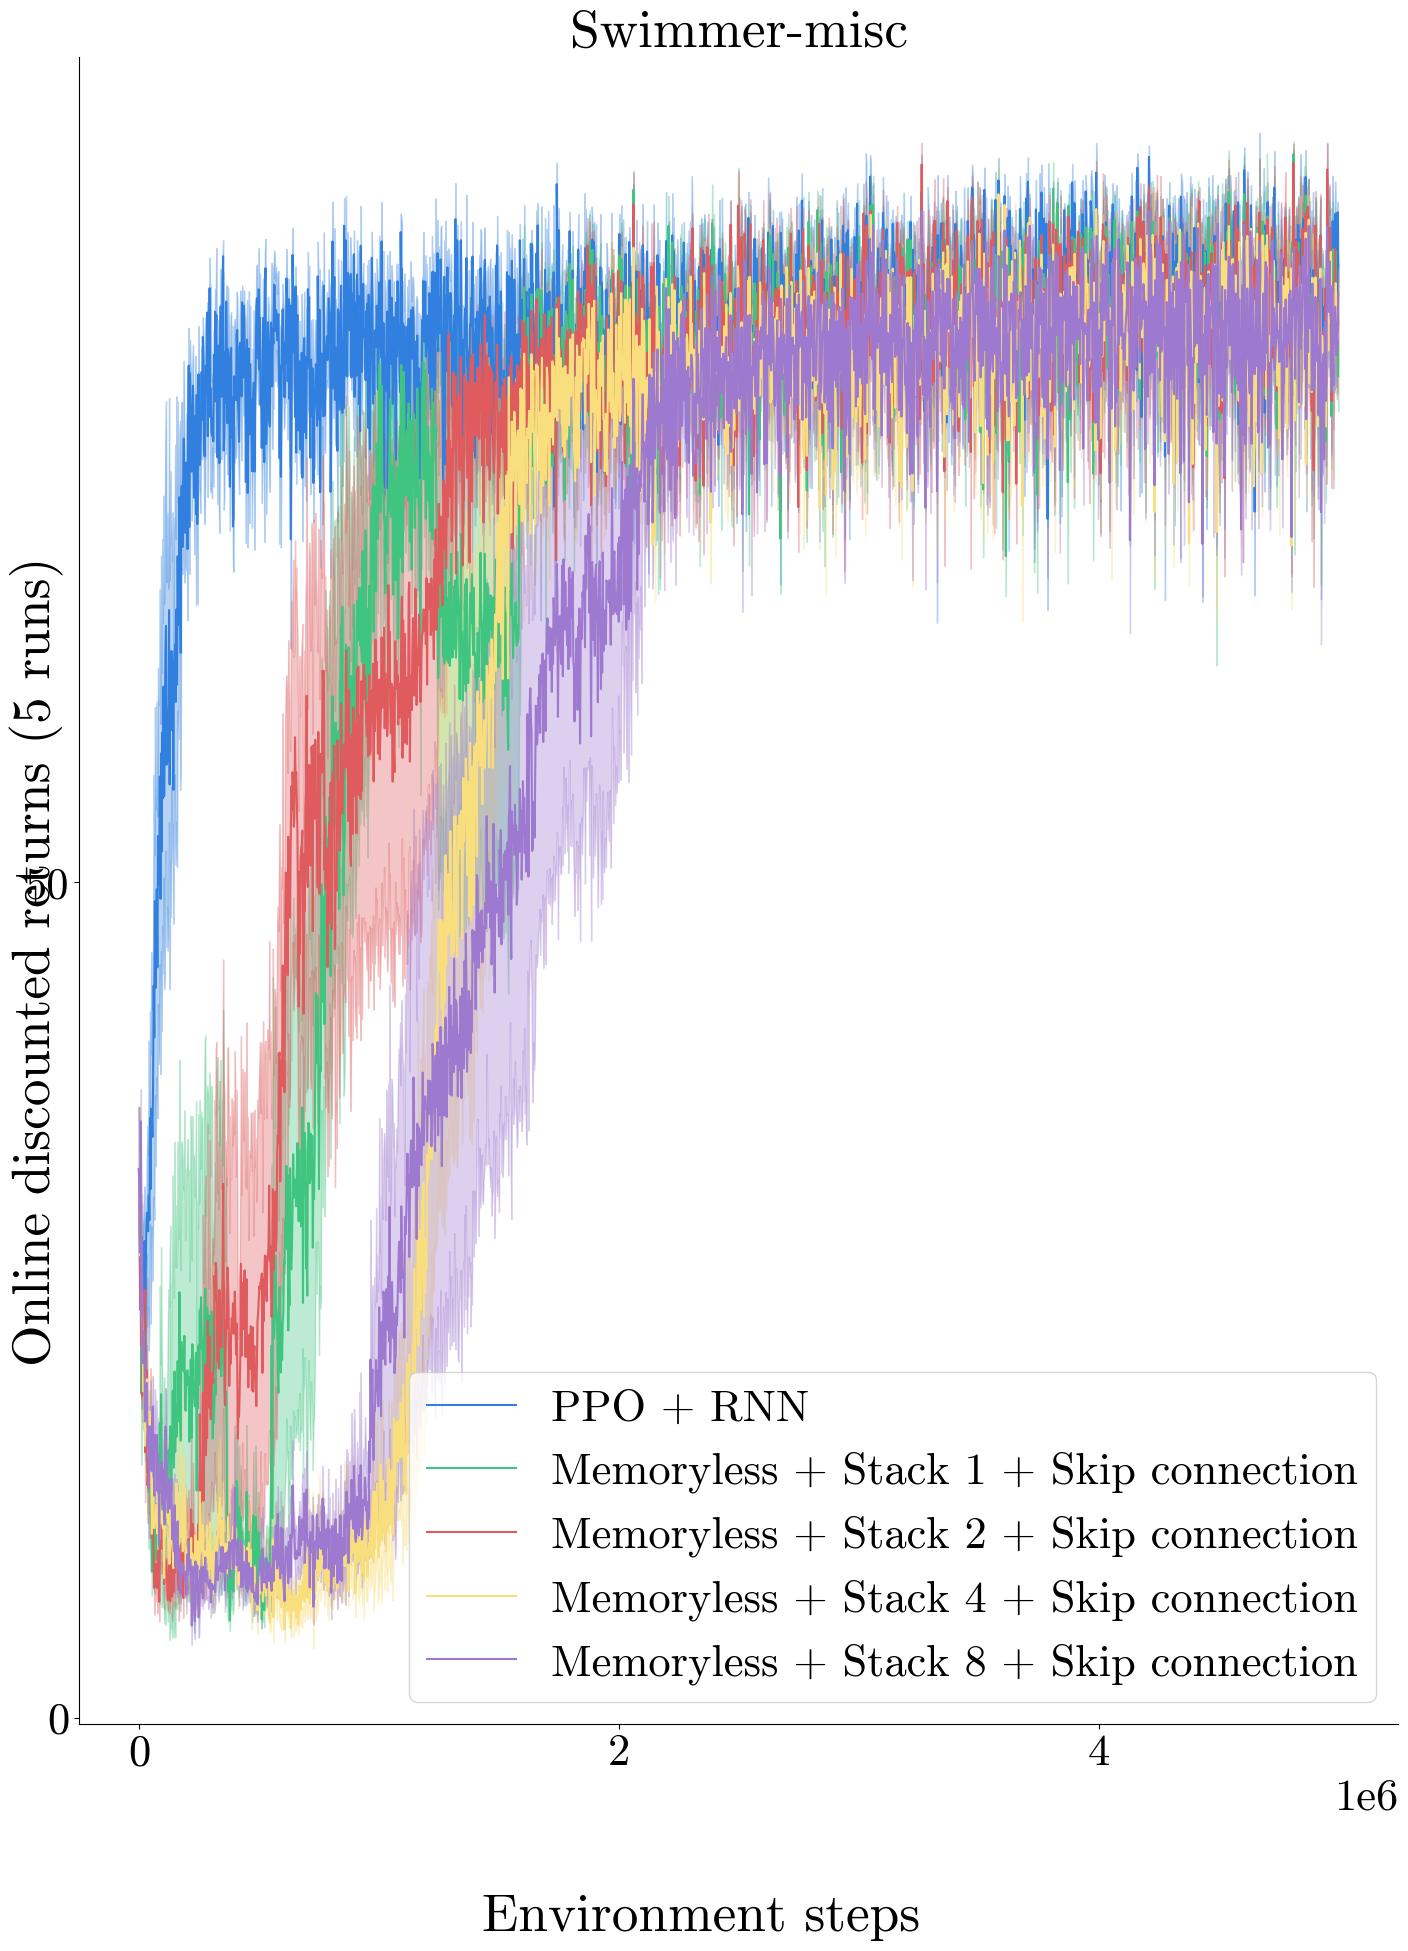 Swimmer-misc
Online discounted returns (5 runs)
0
PPO + RNN
Memoryless + Stack 1 + Skip connection
Memoryless + Stack 2 + Skip connection
Memoryless + Stack 4 + Skip connection
Memoryless + Stack 8 + Skip connection
0 2 4
1e6
Environment steps